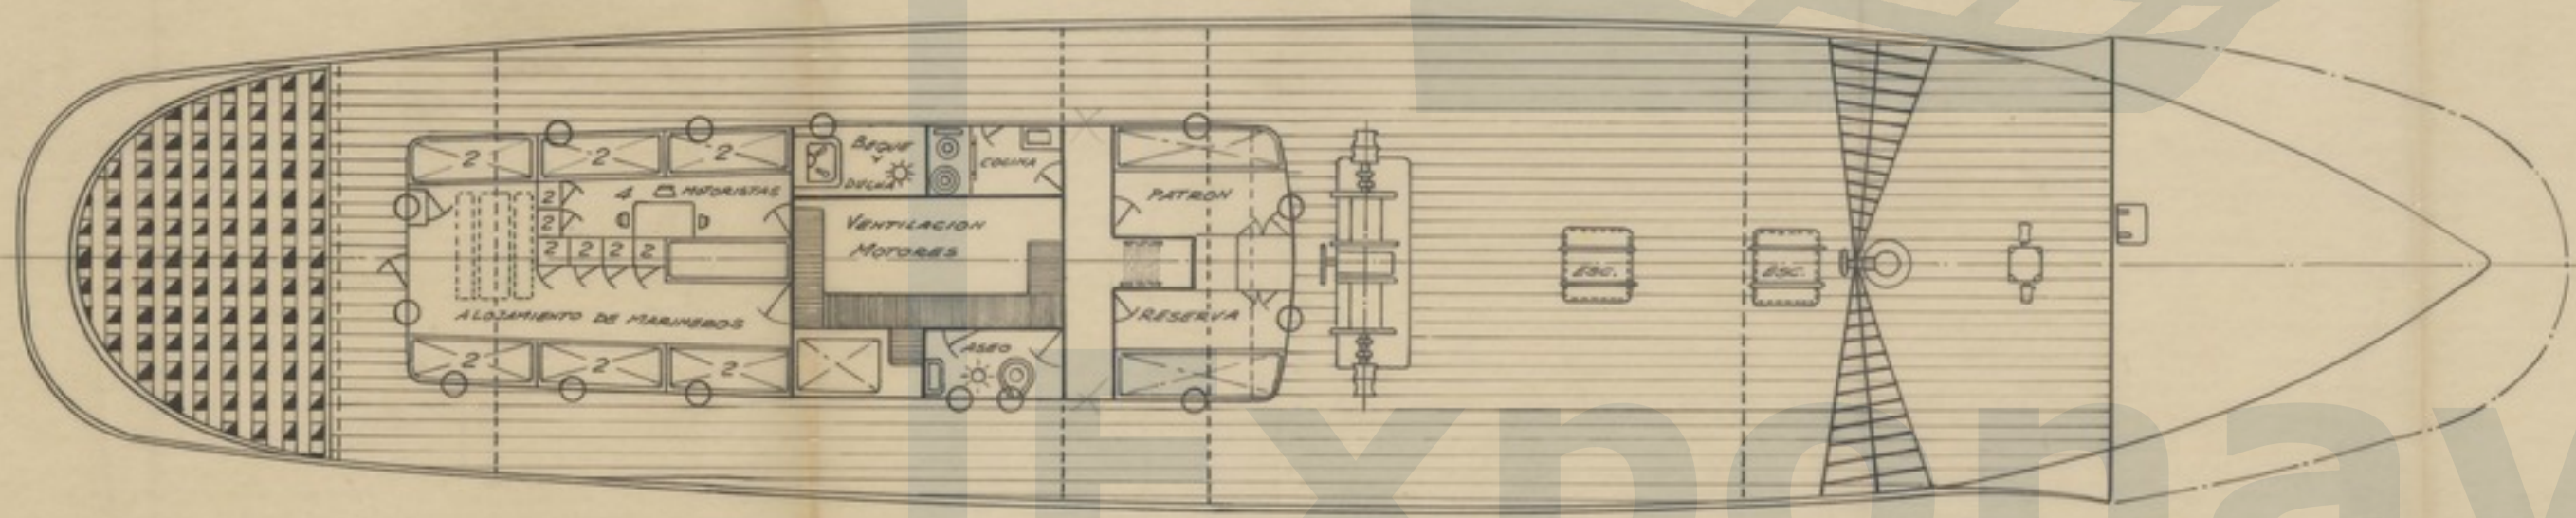 2 2 2
BEQUE
Y
DUCHA
COCINA
2
2
4 MOTORISTAS
2 2 2 2
VENTILACION
MOTORES
PATRON
ALOJAMIENTO DE MARINEROS
2 2 2
ASEO
RESERVA
ESC.
ESC.
Exponav